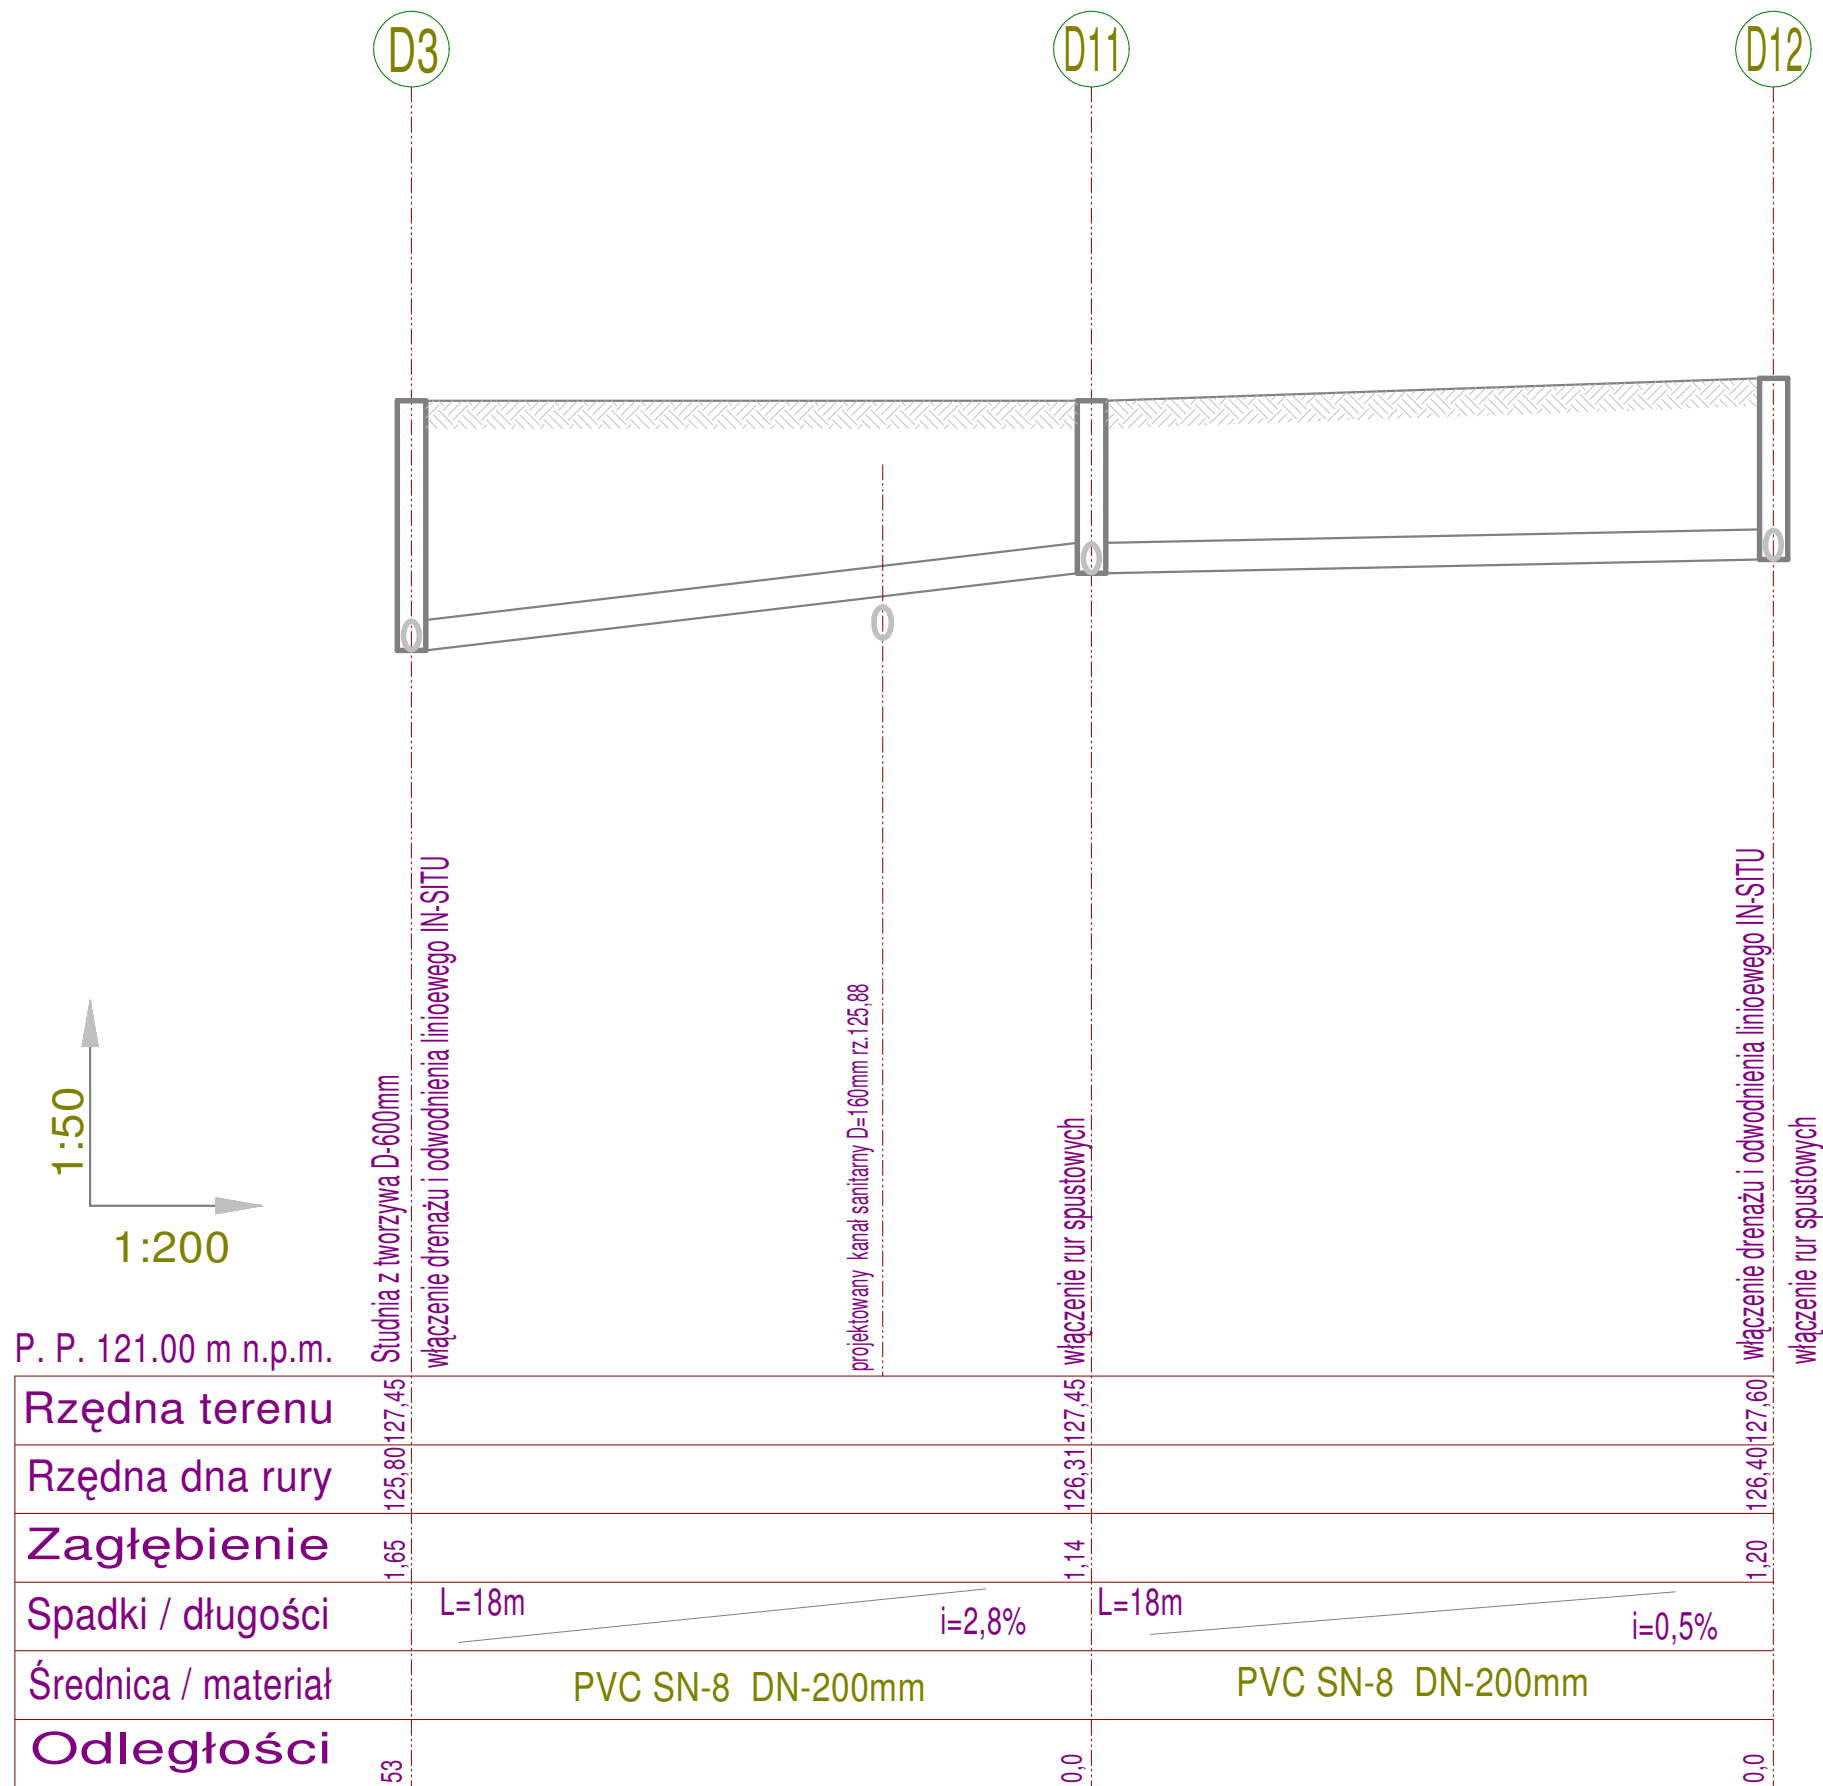 D3
D11
D12
1:50
1:200
Studnia z tworzywa D-600mm
włączenie drenażu i odwodnienia linioewego IN-SITU
projektowany kanał sanitarny D=160mm rz.125,88
włączenie rur spustowych
włączenie drenażu i odwodnienia linioewego IN-SITU
włączenie rur spustowych
P. P. 121.00 m n.p.m.
Rzędna terenu 127,45 127,45 127,60
Rzędna dna rury 125,80 126,31 126,40
Zagłębienie 1,65 1,14 1,20
Spadki / długości L=18m i=2,8% L=18m i=0,5%
Średnica / materiał PVC SN-8 DN-200mm PVC SN-8 DN-200mm
Odległości 53 0,0 0,0